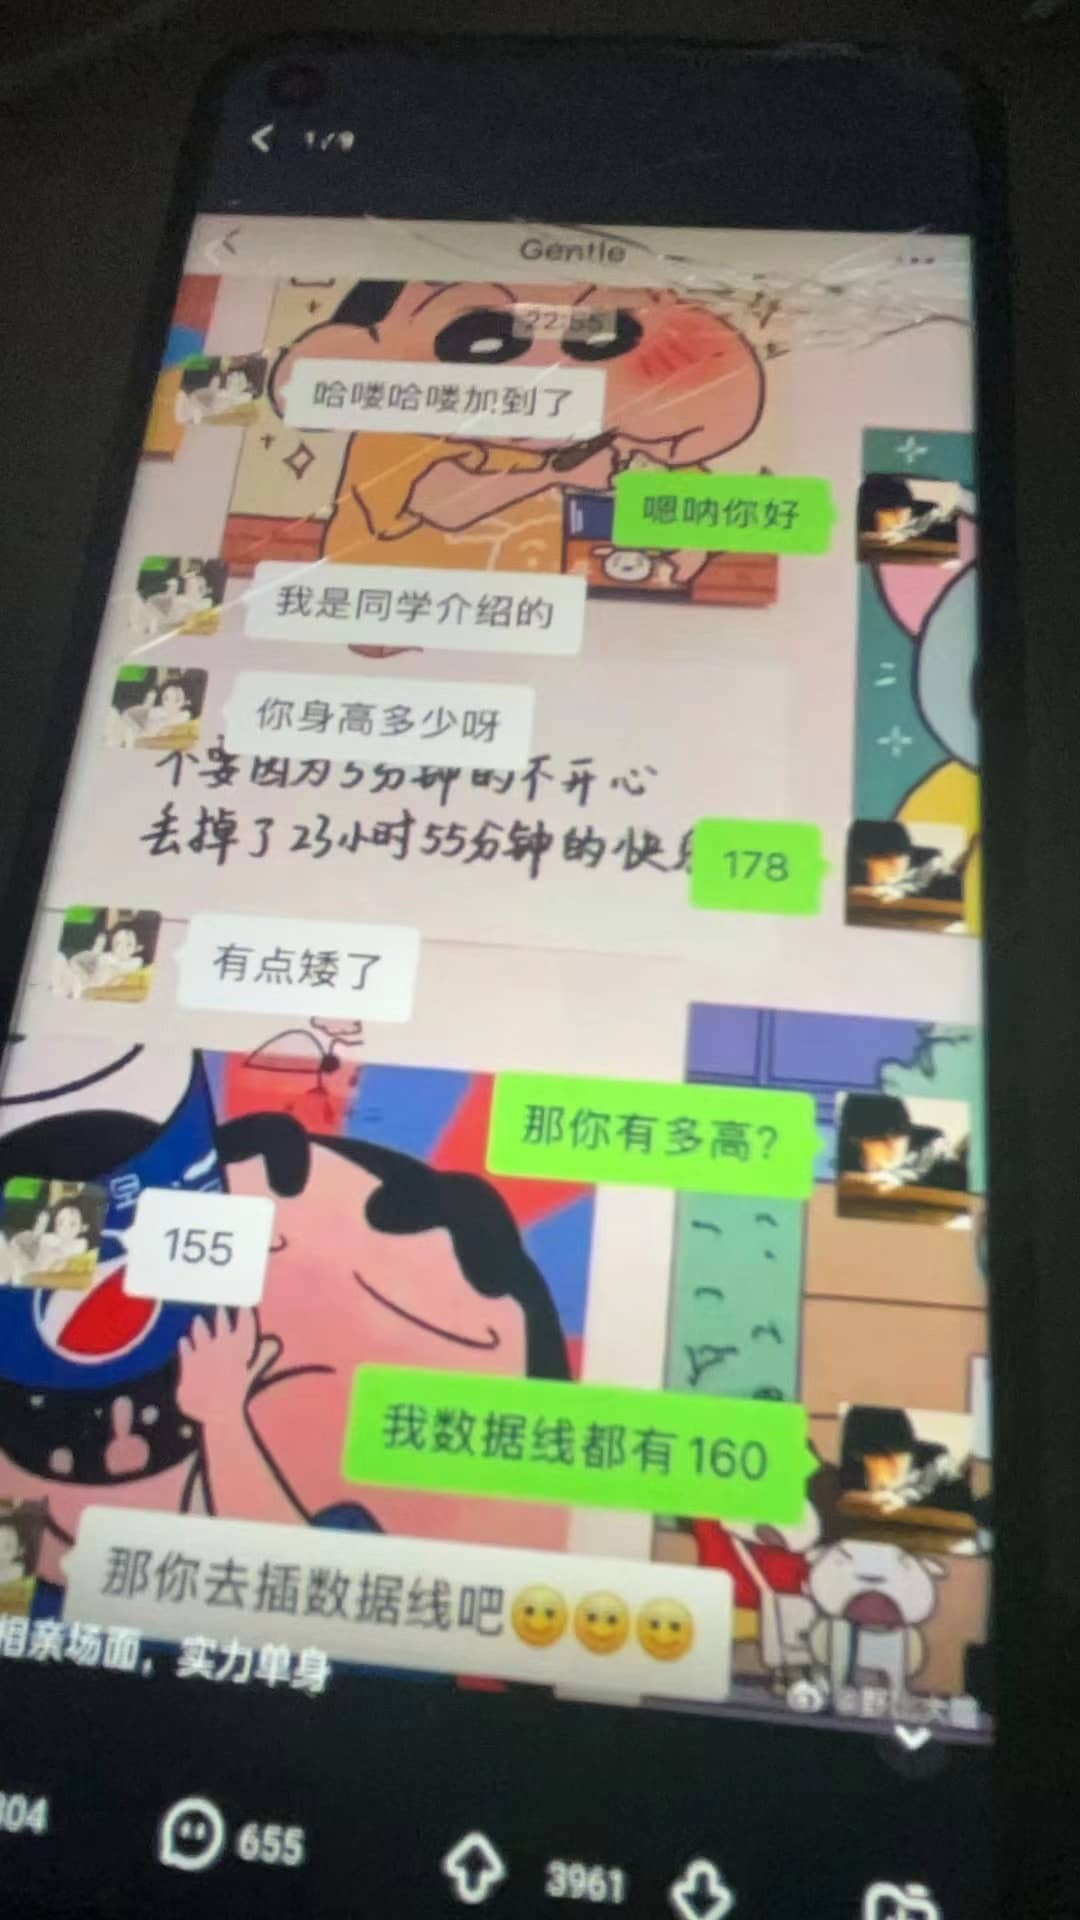 1/9
Gentle
22:55
哈喽哈喽加到了
嗯呐你好
我是同学介绍的
你身高多少呀
不要因为5分钟的不开心
丢掉了23小时55分钟的快乐
178
有点矮了
那你有多高?
155
我数据线都有160
那你去插数据线吧
相亲场面，实力单身
304
655
3961